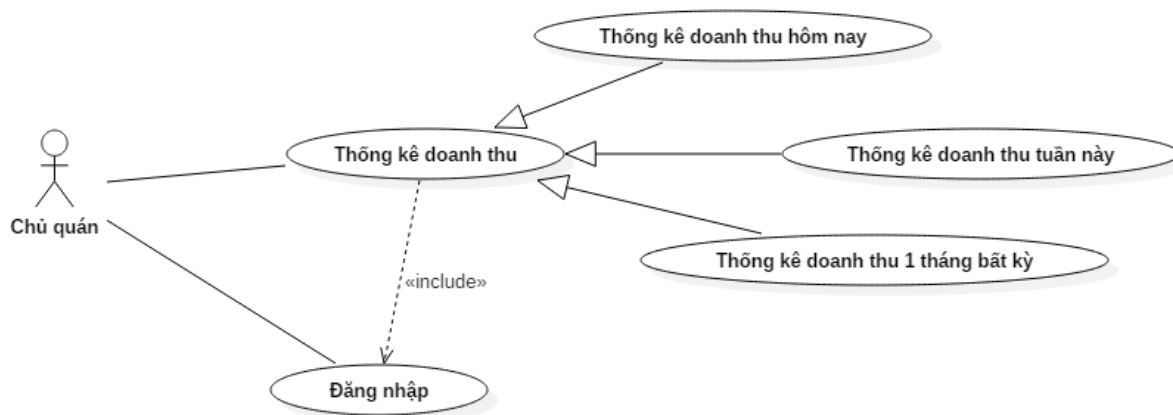 Thống kê doanh thu hôm nay
Thống kê doanh thu
Thống kê doanh thu tuần này
Chủ quán
Thống kê doanh thu 1 tháng bất kỳ
«include»
Đăng nhập